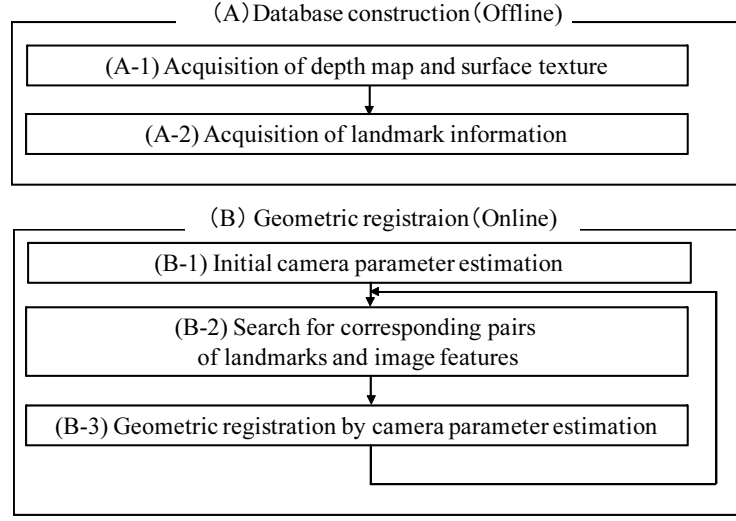 （A）Database construction（Offline）
(A-1) Acquisition of depth map and surface texture
(A-2) Acquisition of landmark information
（B）Geometric registraion（Online）
(B-1) Initial camera parameter estimation
(B-2) Search for corresponding pairs
of landmarks and image features
(B-3) Geometric registration by camera parameter estimation